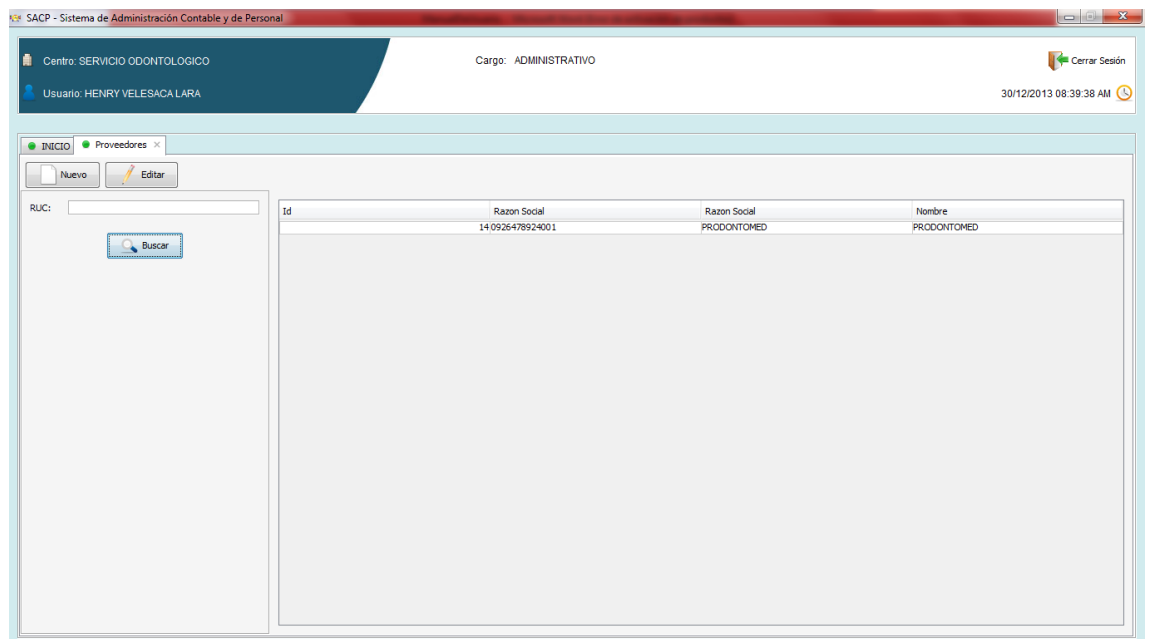 SACP - Sistema de Administración Contable y de Personal
Centro: SERVICIO ODONTOLOGICO
Cargo: ADMINISTRATIVO
Cerrar Sesión
Usuario: HENRY VELESACA LARA
30/12/2013 08:39:38 AM
INICIO Proveedores
Nuevo Editar
RUC:
Id Razon Social Razon Social Nombre
14 0926478924001 PRODONTOMED PRODONTOMED
Buscar